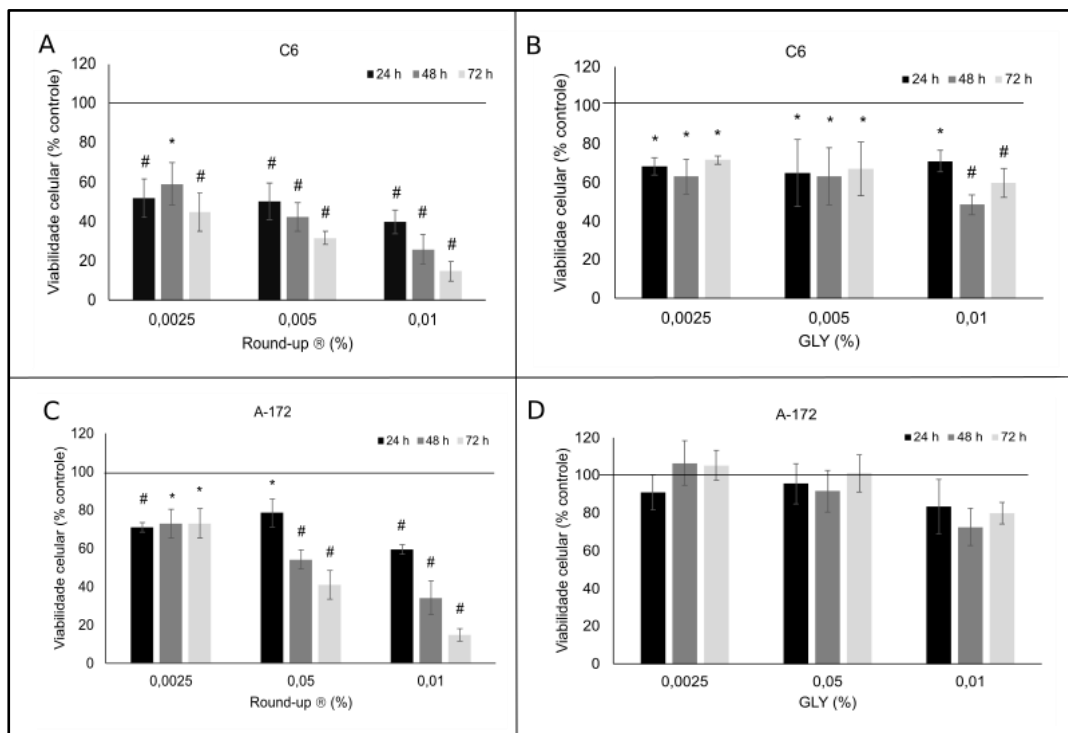 A
C6
120
100
80
60
40
20
0
Viabilidade celular (% controle)
24 h 48 h 72 h
# * #
# # #
# # #
0,0025 0,005 0,01
Round-up ® (%)
B
C6
120
100
80
60
40
20
0
Viabilidae celular (% controle)
24 h 48 h 72 h
* * *
* * *
* # #
0,0025 0,005 0,01
GLY (%)
C
A-172
120
100
80
60
40
20
0
Viabilidade celular (% controle)
24 h 48 h 72 h
# * *
* # #
# # #
0,0025 0,05 0,01
Round-up ® (%)
D
A-172
120
100
80
60
40
20
0
Viabilidade celular (% controle)
24 h 48 h 72 h
0,0025 0,05 0,01
GLY (%)